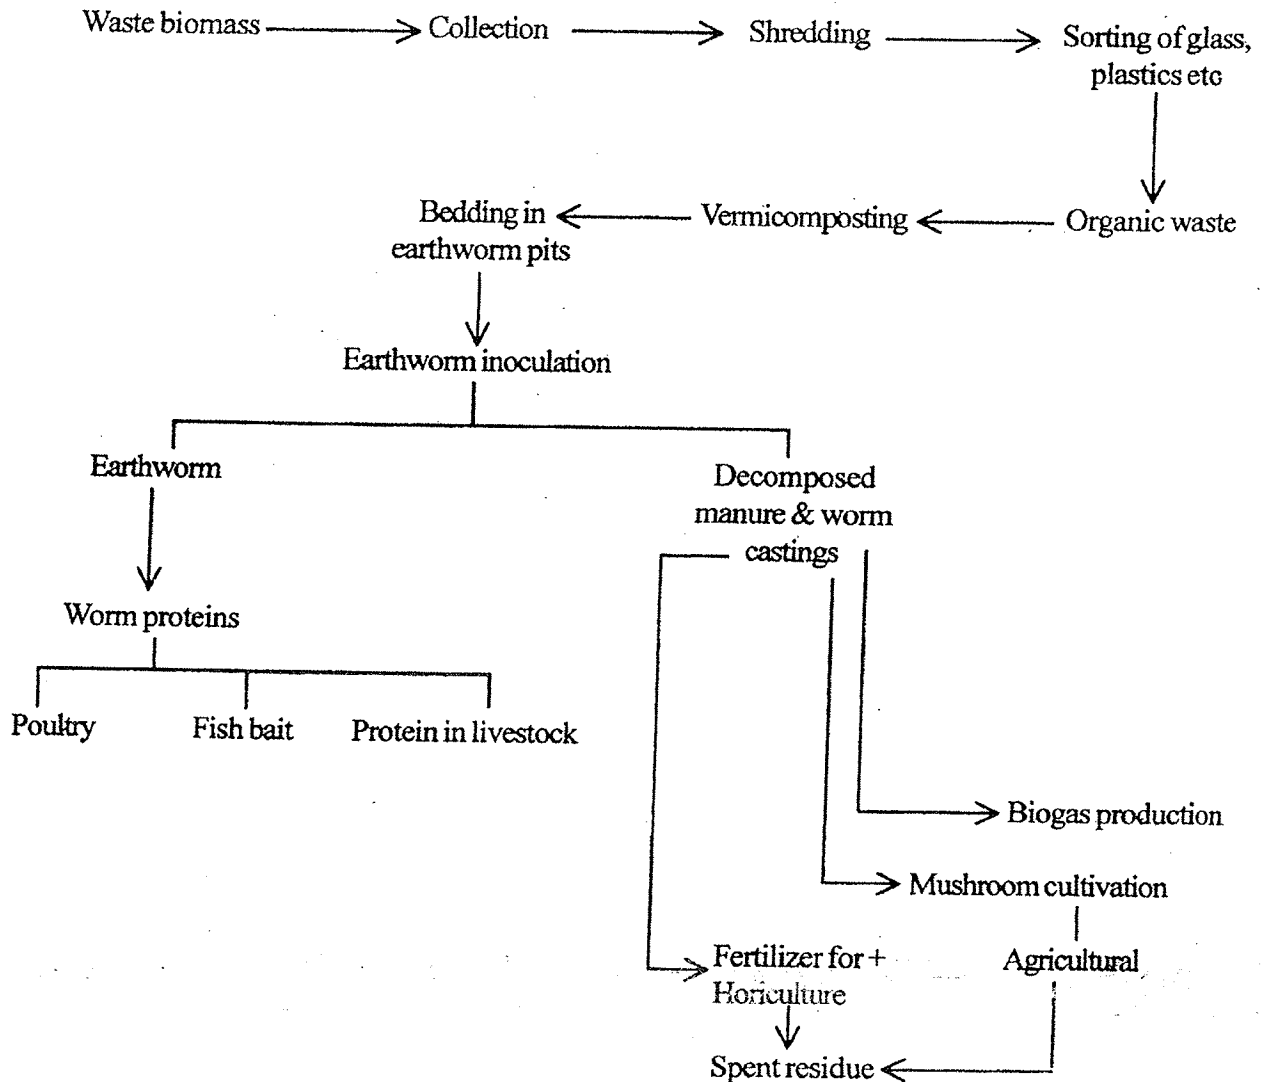 Waste biomass
Collection
Shredding
Sorting of glass,
plastics etc
Organic waste
Vermicomposting
Bedding in
earthworm pits
Earthworm inoculation
Earthworm
Decomposed
manure & worm
castings
Worm proteins
Poultry
Fish bait
Protein in livestock
Biogas production
Mushroom cultivation
Fertilizer for +
Horiculture
Agricultural
Spent residue